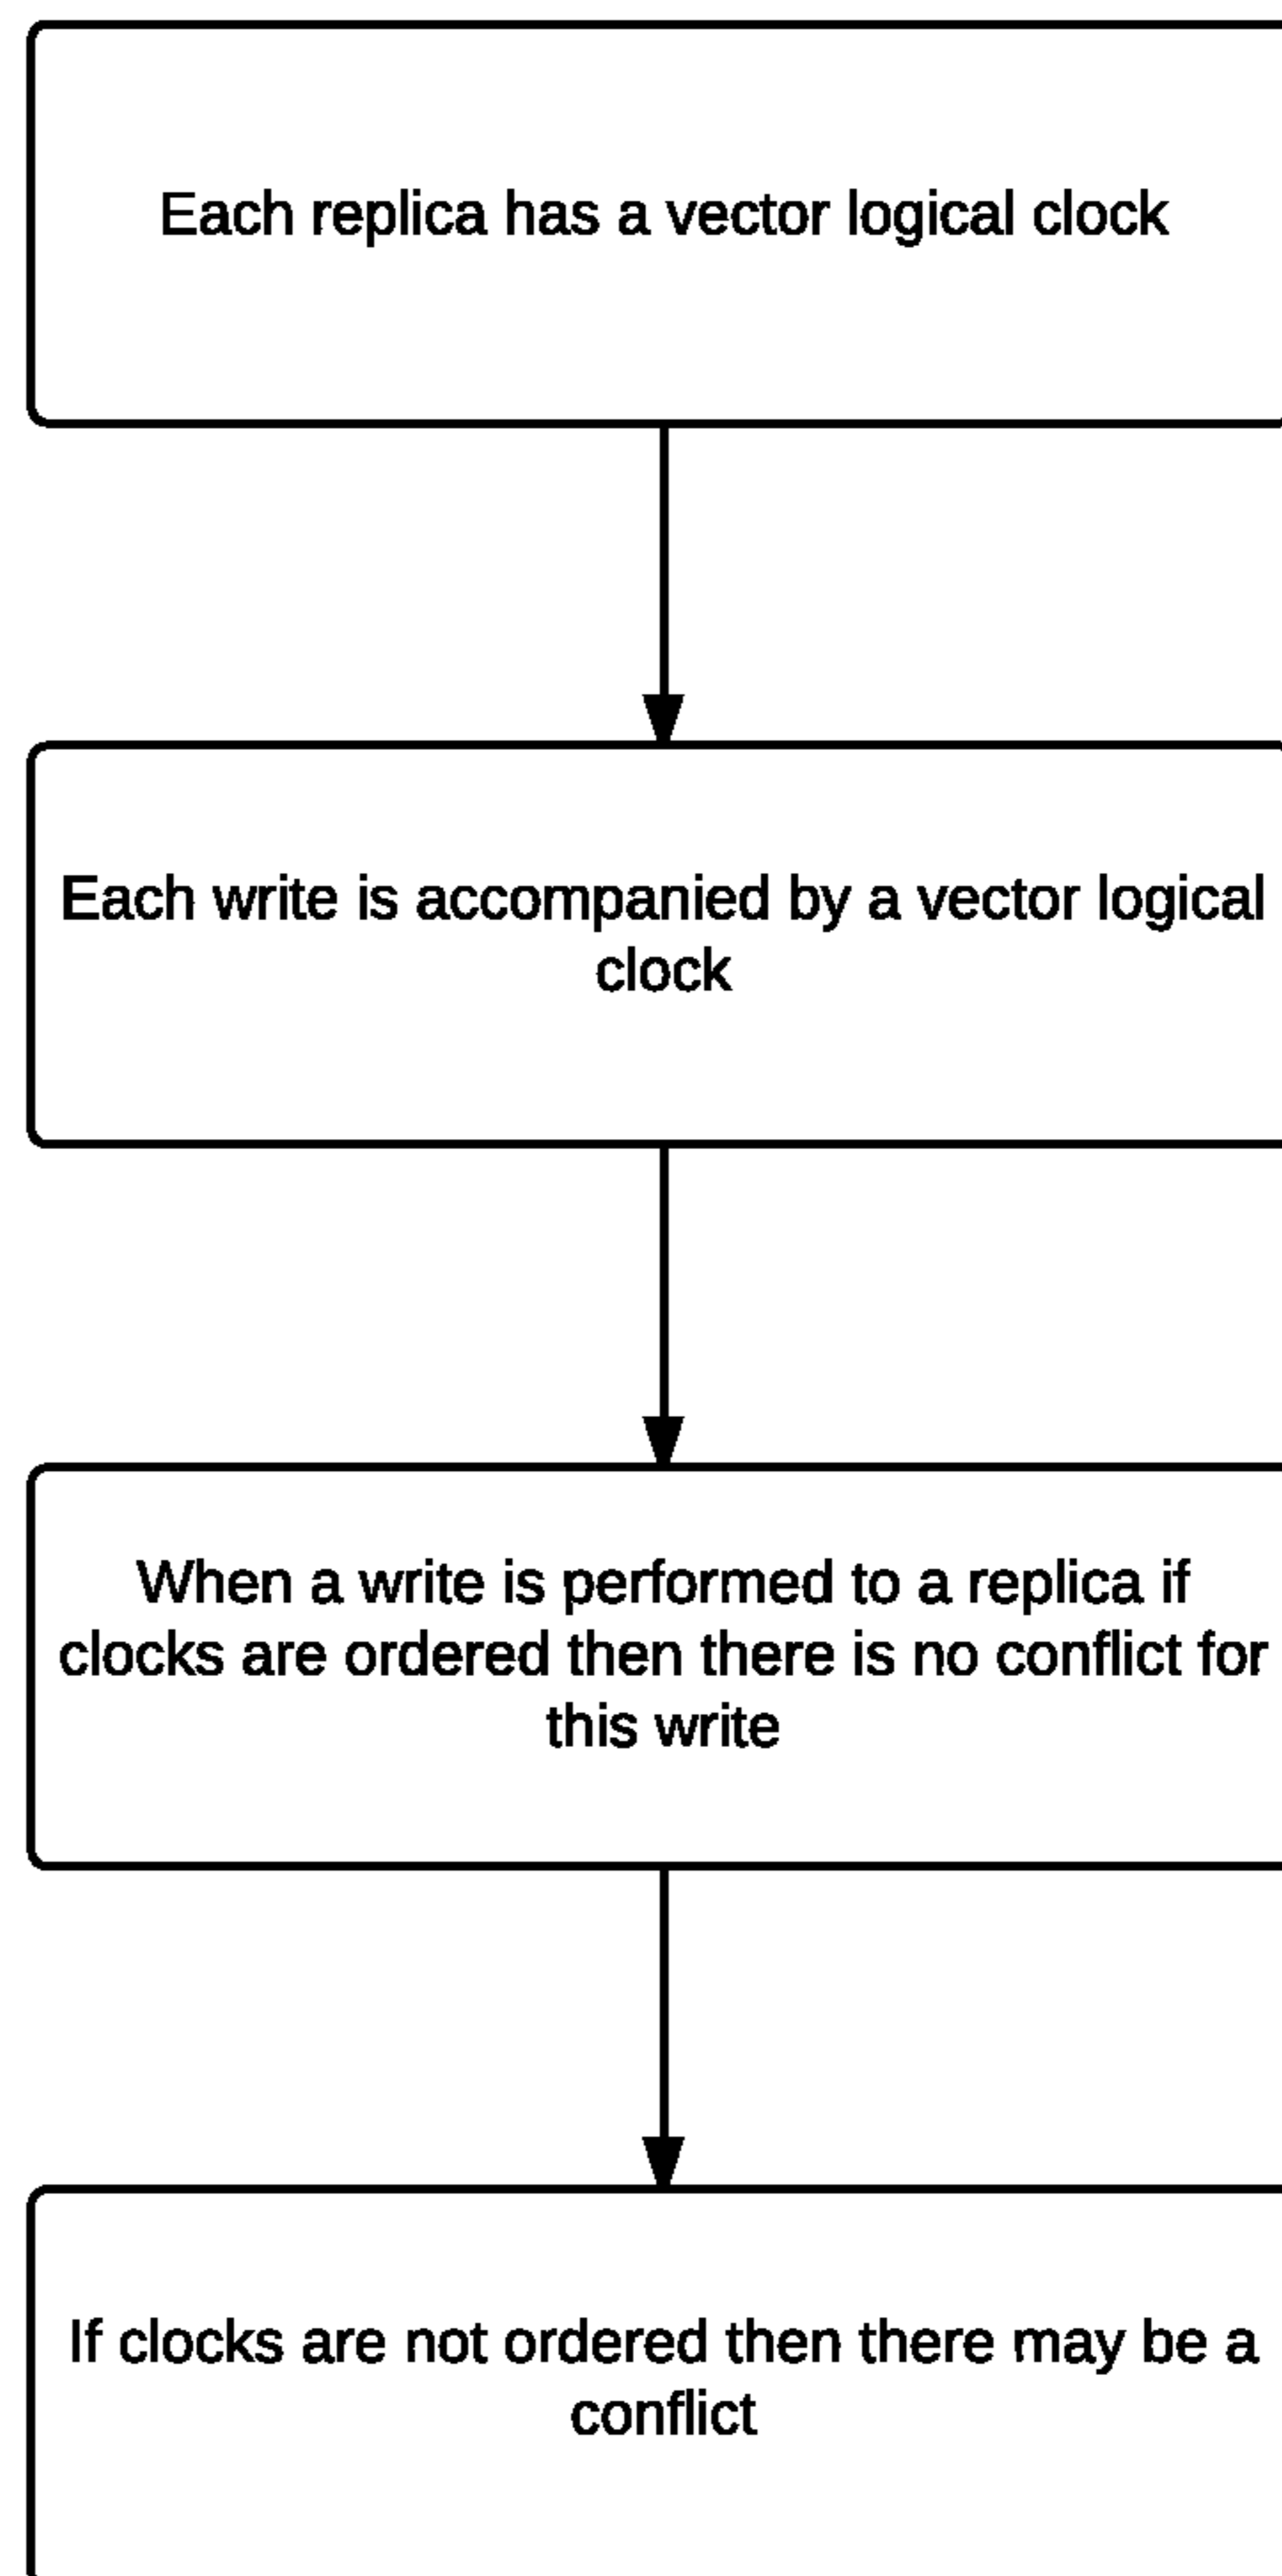 Each replica has a vector logical clock
Each write is accompanied by a vector logical
clock
When a write is performed to a replica if
clocks are ordered then there is no conflict for
this write
If clocks are not ordered then there may be a
conflict